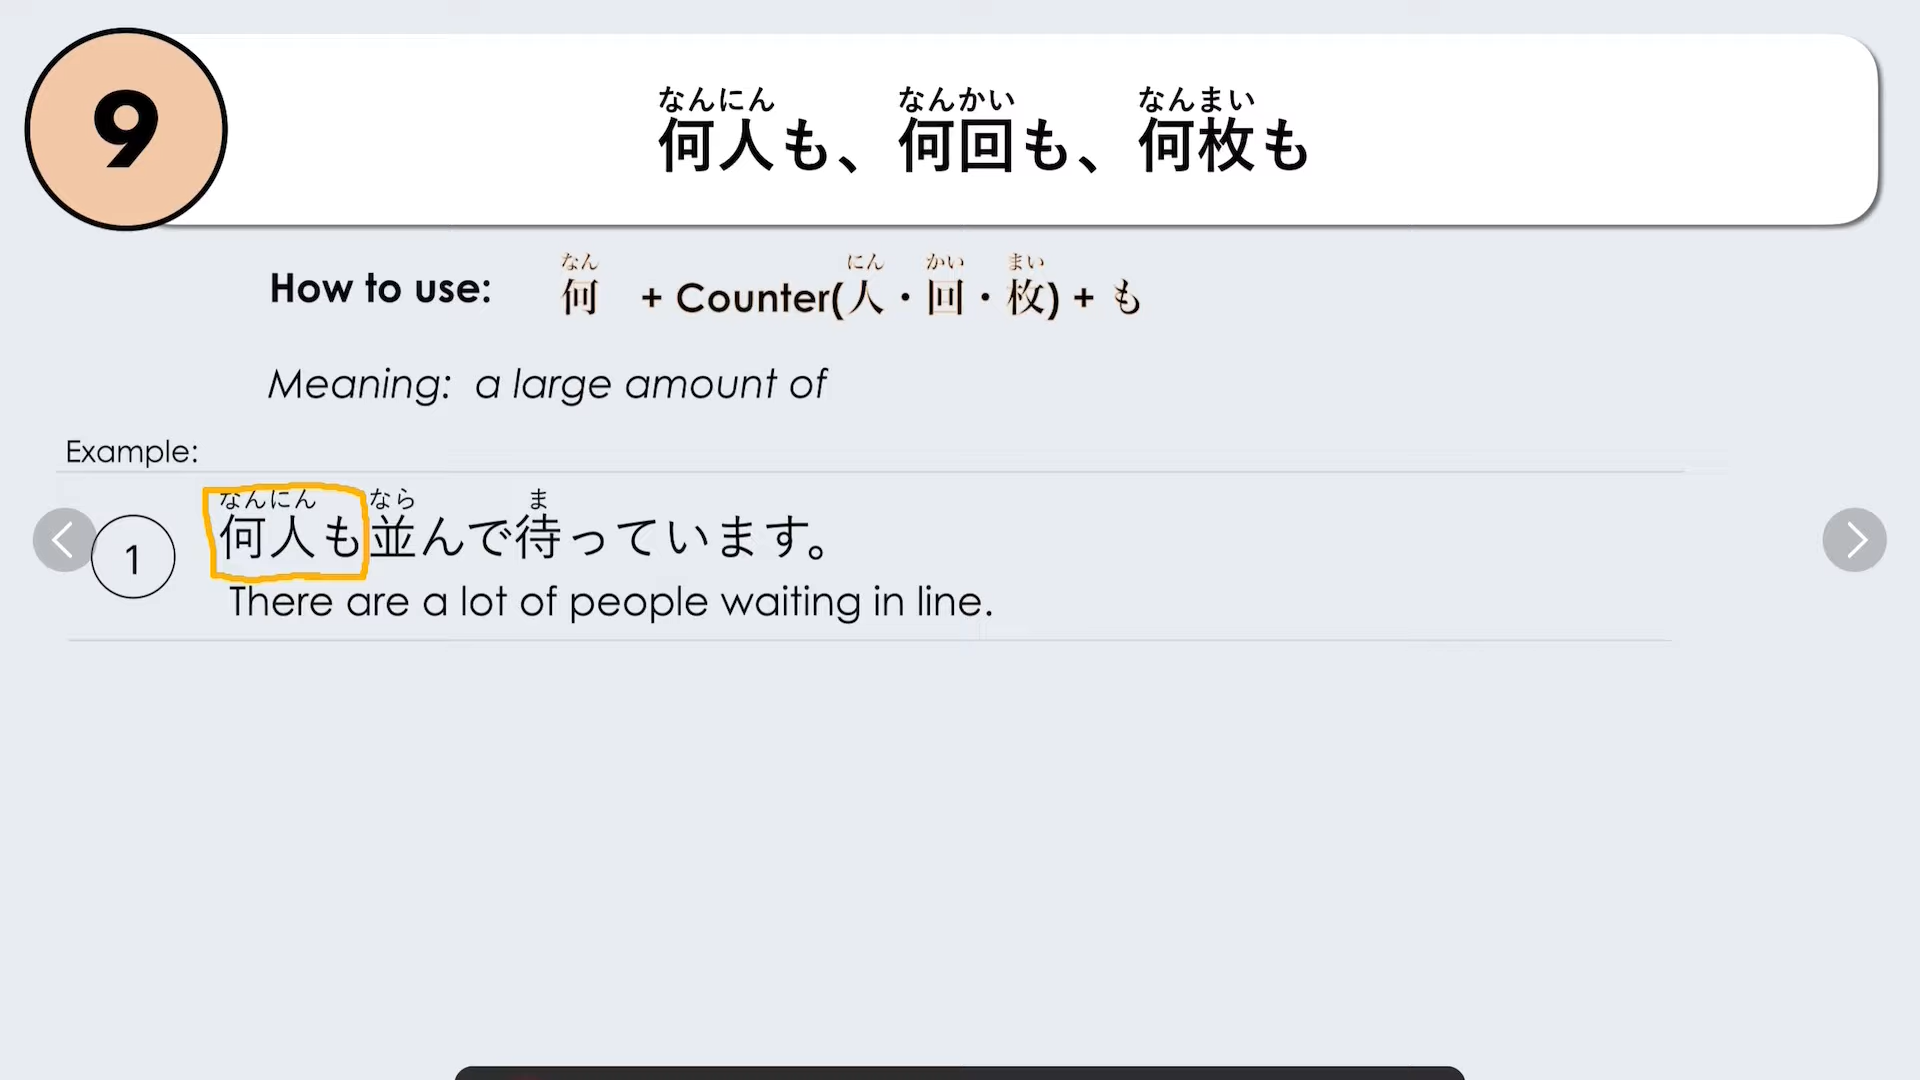 9
なんにん なんかい なんまい
何人も、何回も、何枚も
なん にん かい まい
How to use: 何 + Counter(人・回・枚) + も
Meaning: a large amount of
Example:
なんにん なら ま
1 何人も並んで待っています。
There are a lot of people waiting in line.